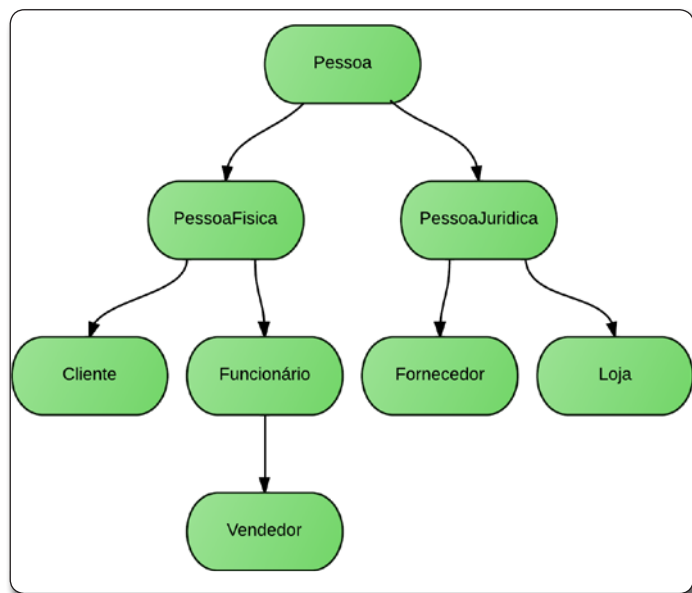 Pessoa
PessoaFisica
PessoaJuridica
Cliente
Funcionário
Fornecedor
Loja
Vendedor